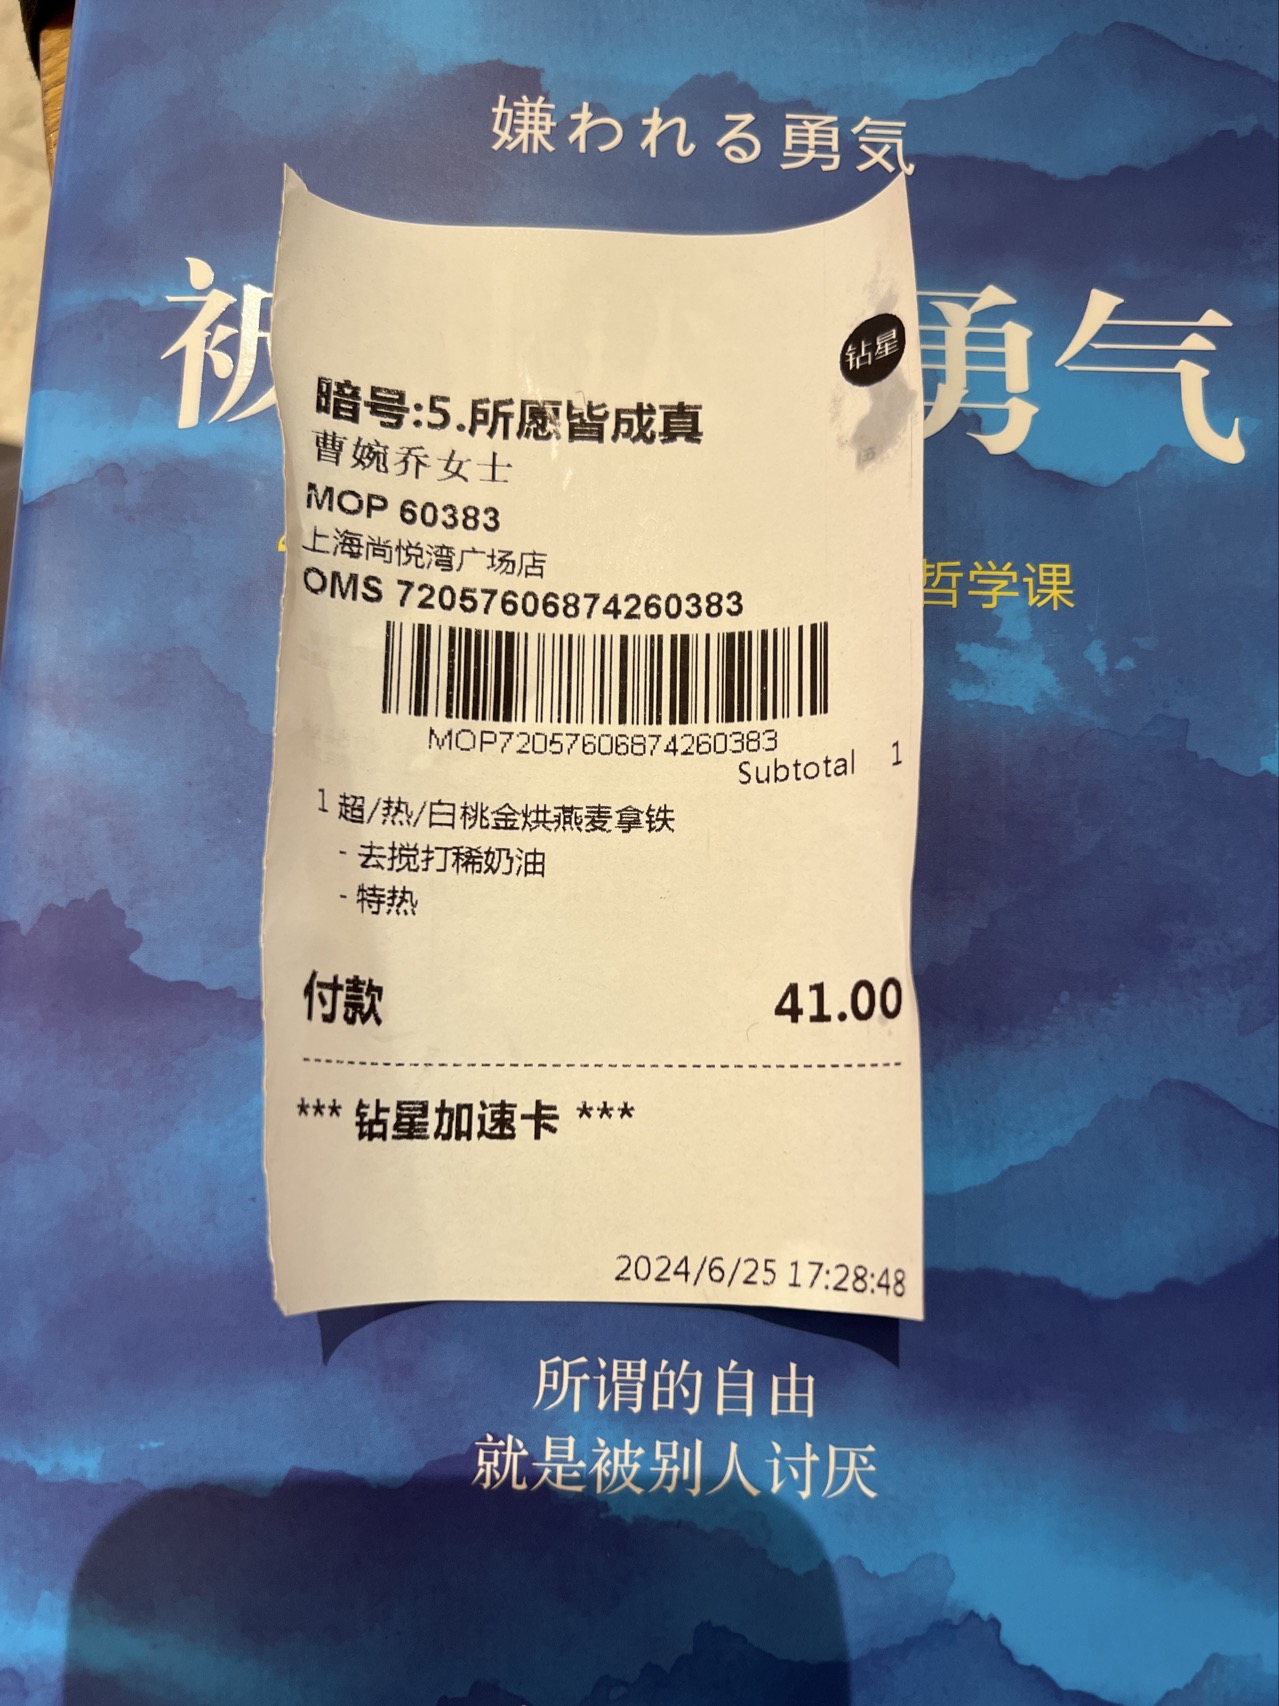 嫌われる勇気
被 勇气
哲学课
钻星
暗号:5.所愿皆成真
曹婉乔女士
MOP 60383
上海尚悦湾广场店
OMS 72057606874260383
MOP72057606874260383
Subtotal 1
1 超/热/白桃金烘燕麦拿铁
- 去搅打稀奶油
- 特热
付款 41.00
*** 钻星加速卡 ***
2024/6/25 17:28:48
所谓的自由
就是被别人讨厌